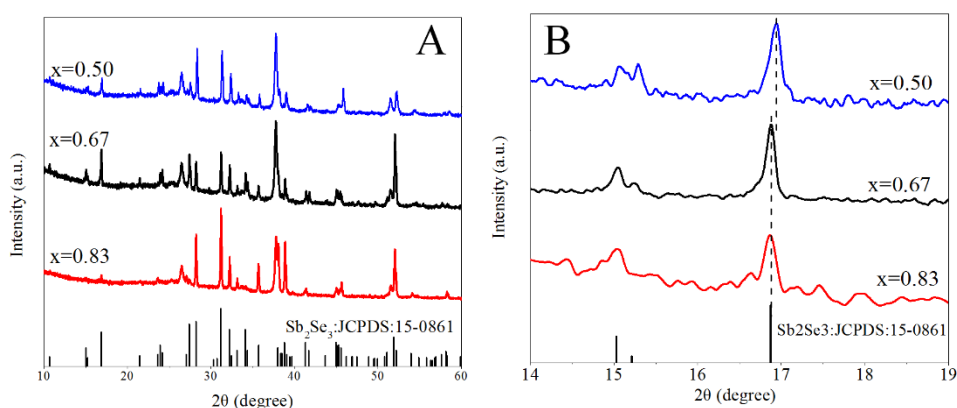 A
x=0.50
x=0.67
x=0.83
Sb₂Se₃:JCPDS:15-0861
Intensity (a.u.)
10 20 30 40 50 60
2θ (degree)
B
x=0.50
x=0.67
x=0.83
Sb2Se3:JCPDS:15-0861
Intensity (a.u.)
14 15 16 17 18 19
2θ (degree)